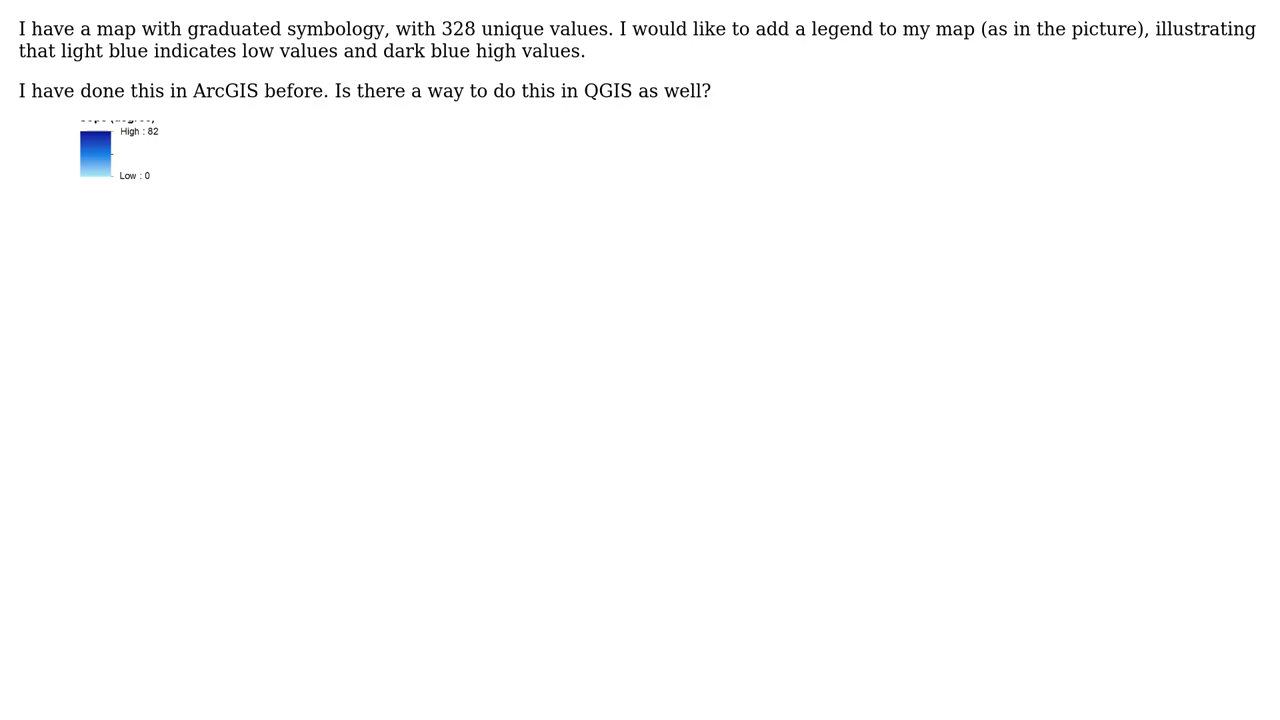 I have a map with graduated symbology, with 328 unique values. I would like to add a legend to my map (as in the picture), illustrating
that light blue indicates low values and dark blue high values.
I have done this in ArcGIS before. Is there a way to do this in QGIS as well?
High : 82
Low : 0